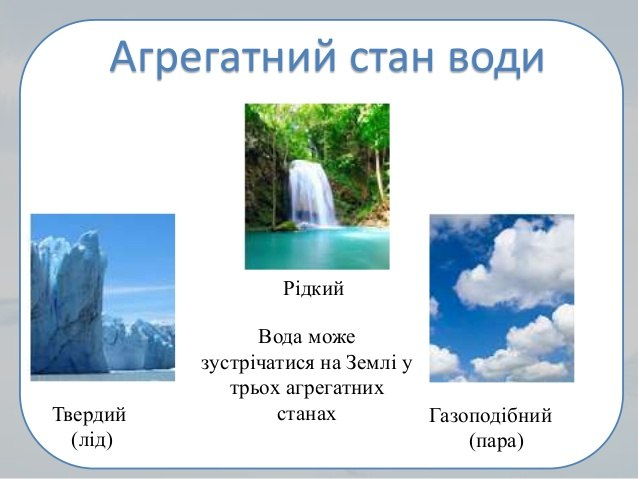 Агрегатний стан води
Рідкий
Вода може
зустрічатися на Землі у
трьох агрегатних
станах
Твердий
(лід)
Газоподібний
(пара)